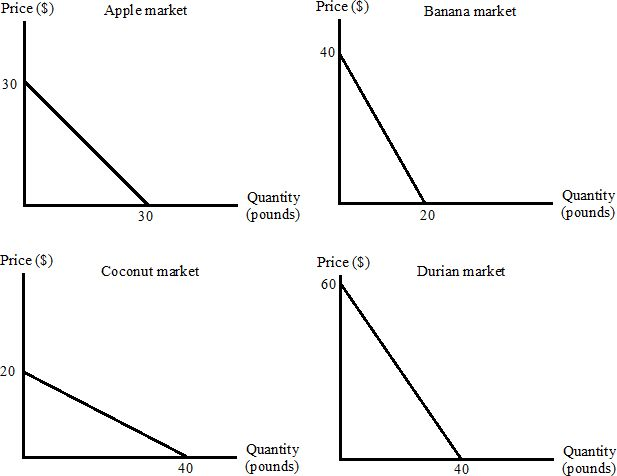 Price ($)
Apple market
30
30
Quantity
(pounds)
Price ($)
Banana market
40
20
Quantity
(pounds)
Price ($)
Coconut market
20
40
Quantity
(pounds)
Price ($)
Durian market
60
40
Quantity
(pounds)